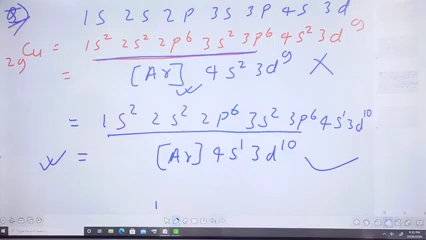 1s 2s 2p 3s 3p 4s 3d
₂₉Cu = 1s² 2s² 2p⁶ 3s² 3p⁶ 4s² 3d⁹
= [Ar] 4s² 3d⁹ X
= 1s² 2s² 2p⁶ 3s² 3p⁶ 4s¹ 3d¹⁰
= [Ar] 4s¹ 3d¹⁰